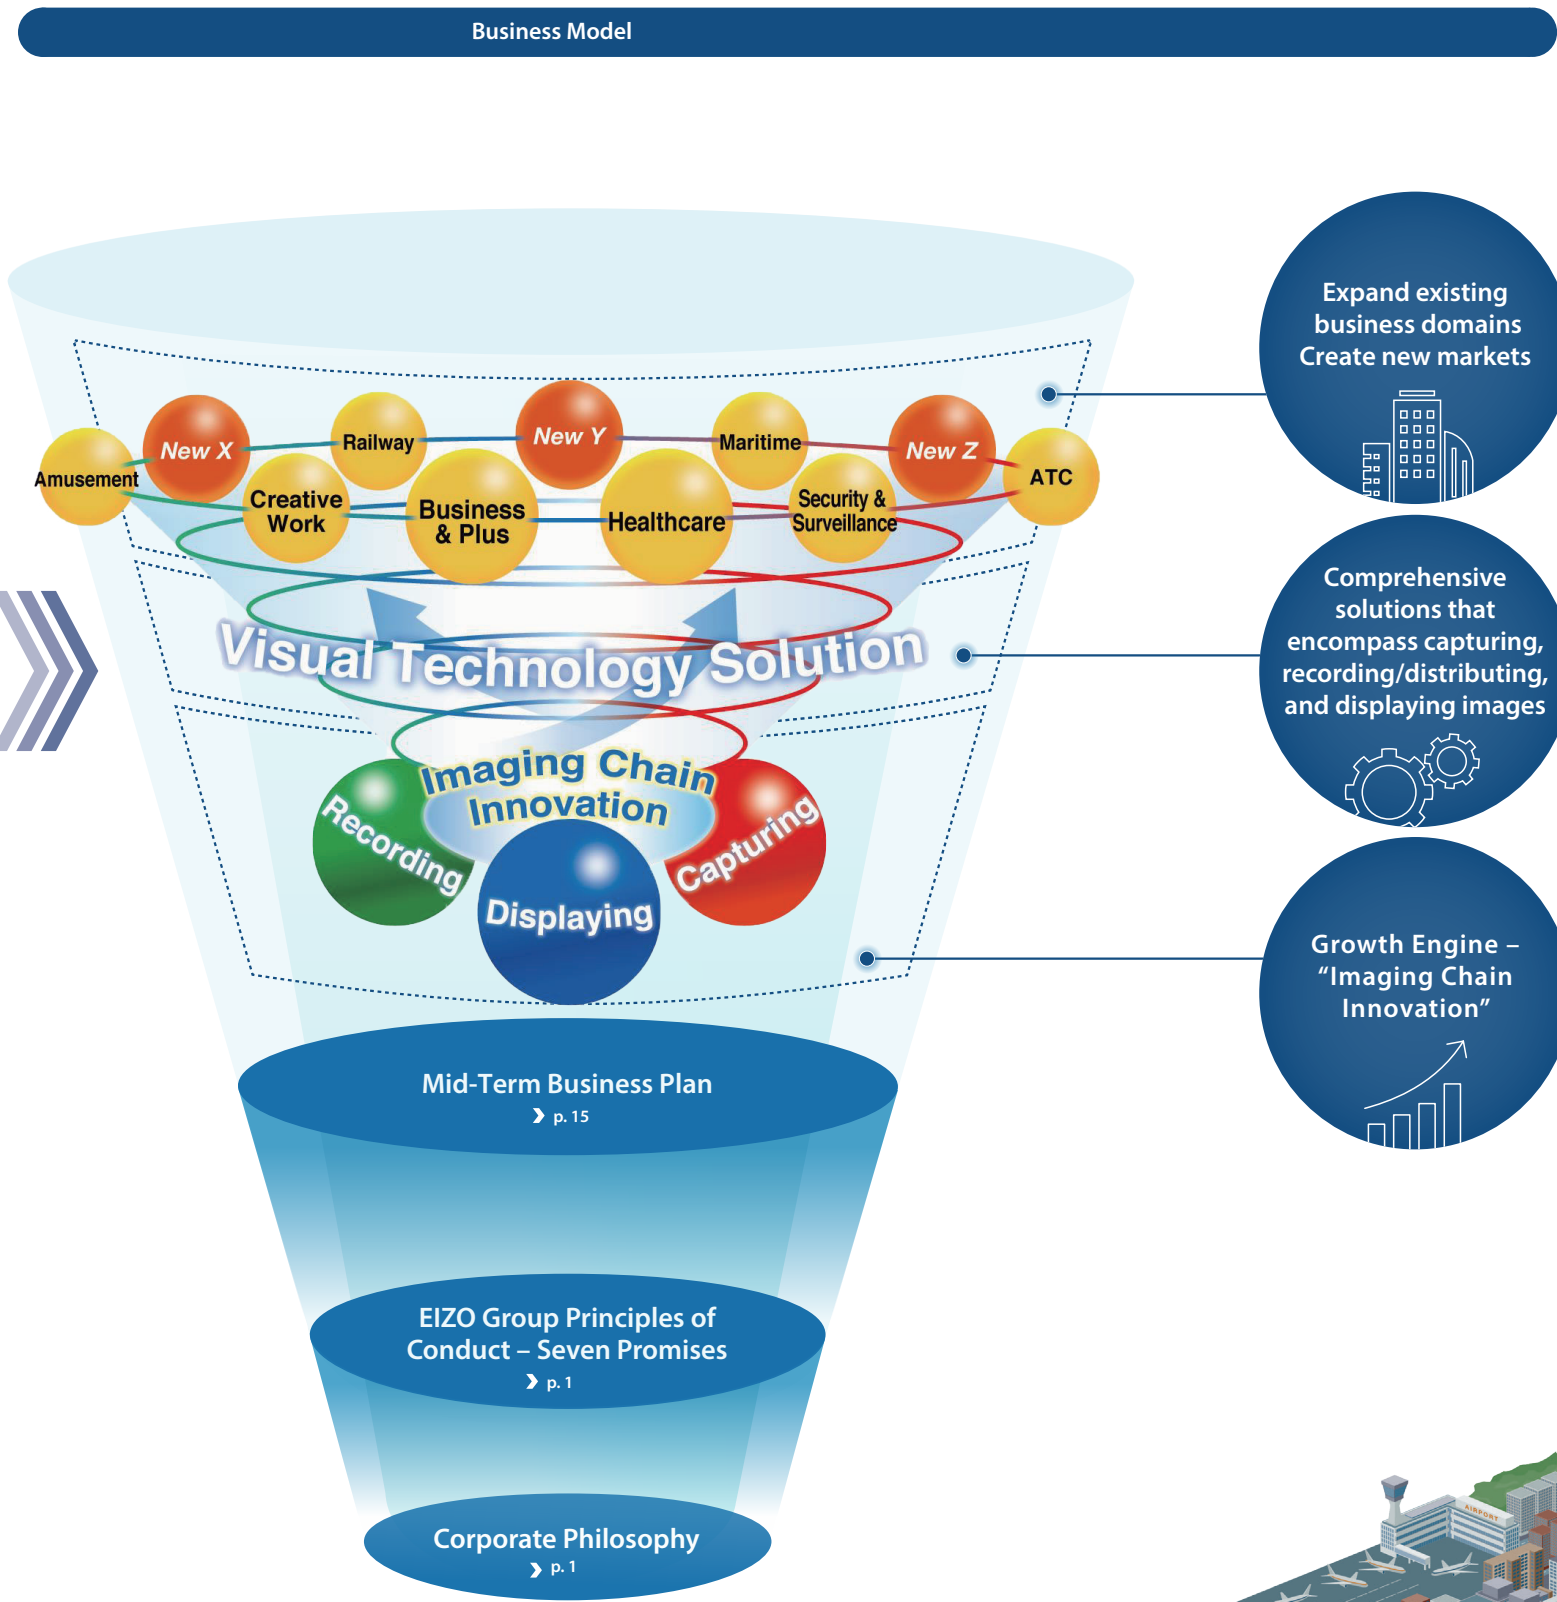 Business Model
Expand existing
business domains
Create new markets
New X
Railway
New Y
Maritime
New Z
Amusement
Creative
Work
Business
& Plus
Healthcare
Security &
Surveillance
ATC
Comprehensive
solutions that
encompass capturing,
recording/distributing,
and displaying images
Visual Technology Solution
Imaging Chain
Innovation
Recording
Displaying
Capturing
Growth Engine –
“Imaging Chain
Innovation”
Mid-Term Business Plan
p. 15
EIZO Group Principles of
Conduct – Seven Promises
p. 1
Corporate Philosophy
p. 1
AIRPORT